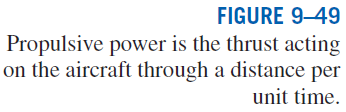 FIGURE 9–49
Propulsive power is the thrust acting
on the aircraft through a distance per
unit time.